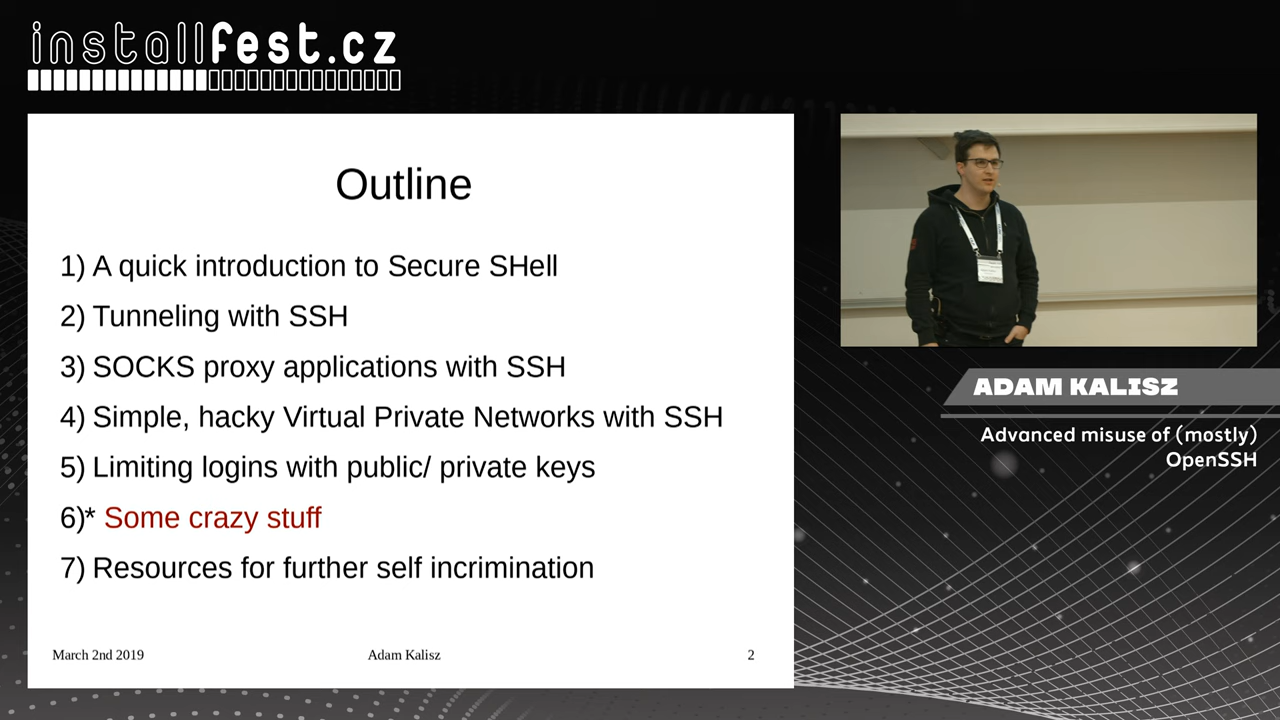 installfest.cz
Outline
1) A quick introduction to Secure SHell
2) Tunneling with SSH
3) SOCKS proxy applications with SSH
4) Simple, hacky Virtual Private Networks with SSH
5) Limiting logins with public/ private keys
6)* Some crazy stuff
7) Resources for further self incrimination
March 2nd 2019
Adam Kalisz
2
ADAM KALISZ
Advanced misuse of (mostly)
OpenSSH